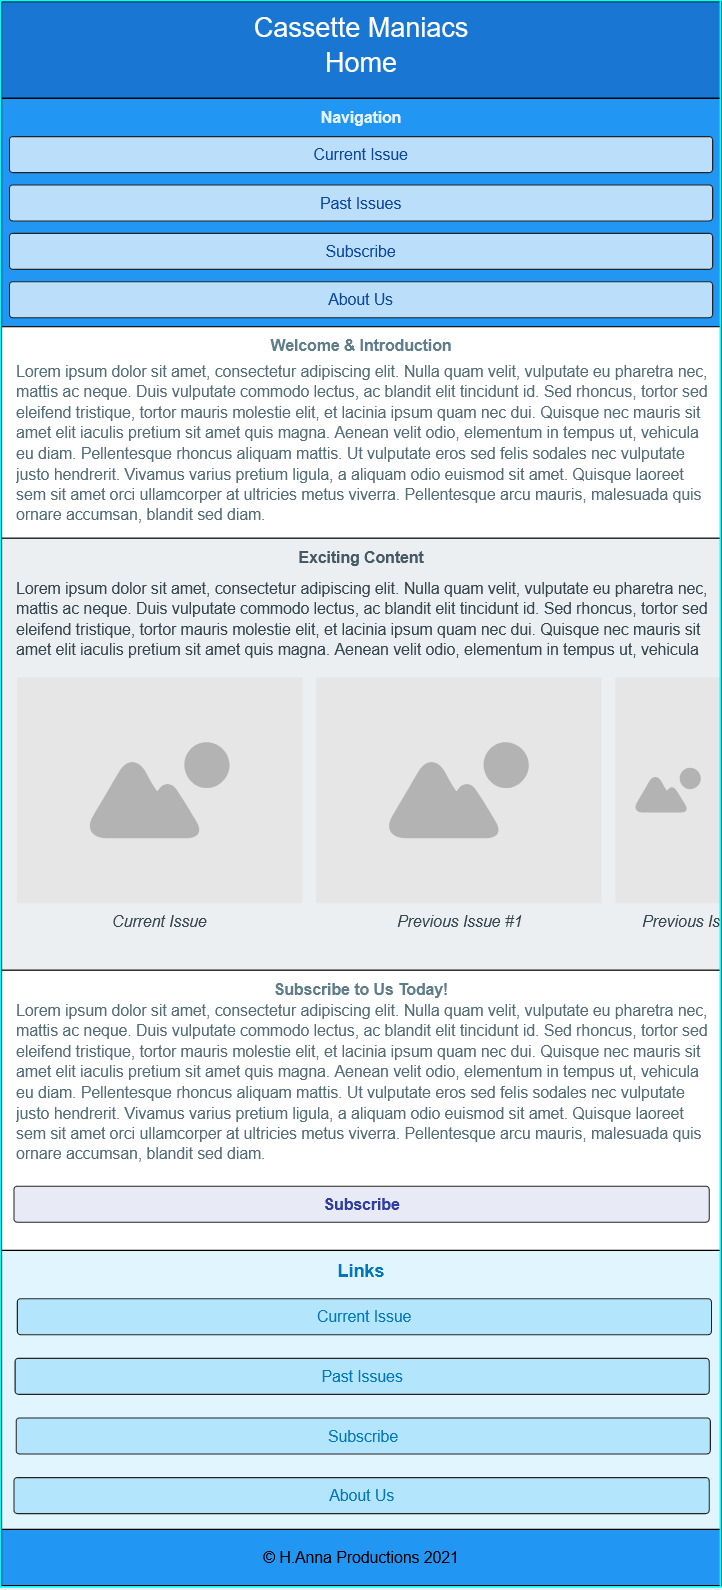 Cassette Maniacs
Home
Navigation
Current Issue
Past Issues
Subscribe
About Us
Welcome & Introduction
Lorem ipsum dolor sit amet, consectetur adipiscing elit. Nulla quam velit, vulputate eu pharetra nec,
mattis ac neque. Duis vulputate commodo lectus, ac blandit elit tincidunt id. Sed rhoncus, tortor sed
eleifend tristique, tortor mauris molestie elit, et lacinia ipsum quam nec dui. Quisque nec mauris sit
amet elit iaculis pretium sit amet quis magna. Aenean velit odio, elementum in tempus ut, vehicula
eu diam. Pellentesque rhoncus aliquam mattis. Ut vulputate eros sed felis sodales nec vulputate
justo hendrerit. Vivamus varius pretium ligula, a aliquam odio euismod sit amet. Quisque laoreet
sem sit amet orci ullamcorper at ultricies metus viverra. Pellentesque arcu mauris, malesuada quis
ornare accumsan, blandit sed diam.
Exciting Content
Lorem ipsum dolor sit amet, consectetur adipiscing elit. Nulla quam velit, vulputate eu pharetra nec,
mattis ac neque. Duis vulputate commodo lectus, ac blandit elit tincidunt id. Sed rhoncus, tortor sed
eleifend tristique, tortor mauris molestie elit, et lacinia ipsum quam nec dui. Quisque nec mauris sit
amet elit iaculis pretium sit amet quis magna. Aenean velit odio, elementum in tempus ut, vehicula
Current Issue
Previous Issue #1
Previous Is
Subscribe to Us Today!
Lorem ipsum dolor sit amet, consectetur adipiscing elit. Nulla quam velit, vulputate eu pharetra nec,
mattis ac neque. Duis vulputate commodo lectus, ac blandit elit tincidunt id. Sed rhoncus, tortor sed
eleifend tristique, tortor mauris molestie elit, et lacinia ipsum quam nec dui. Quisque nec mauris sit
amet elit iaculis pretium sit amet quis magna. Aenean velit odio, elementum in tempus ut, vehicula
eu diam. Pellentesque rhoncus aliquam mattis. Ut vulputate eros sed felis sodales nec vulputate
justo hendrerit. Vivamus varius pretium ligula, a aliquam odio euismod sit amet. Quisque laoreet
sem sit amet orci ullamcorper at ultricies metus viverra. Pellentesque arcu mauris, malesuada quis
ornare accumsan, blandit sed diam.
Subscribe
Links
Current Issue
Past Issues
Subscribe
About Us
© H.Anna Productions 2021